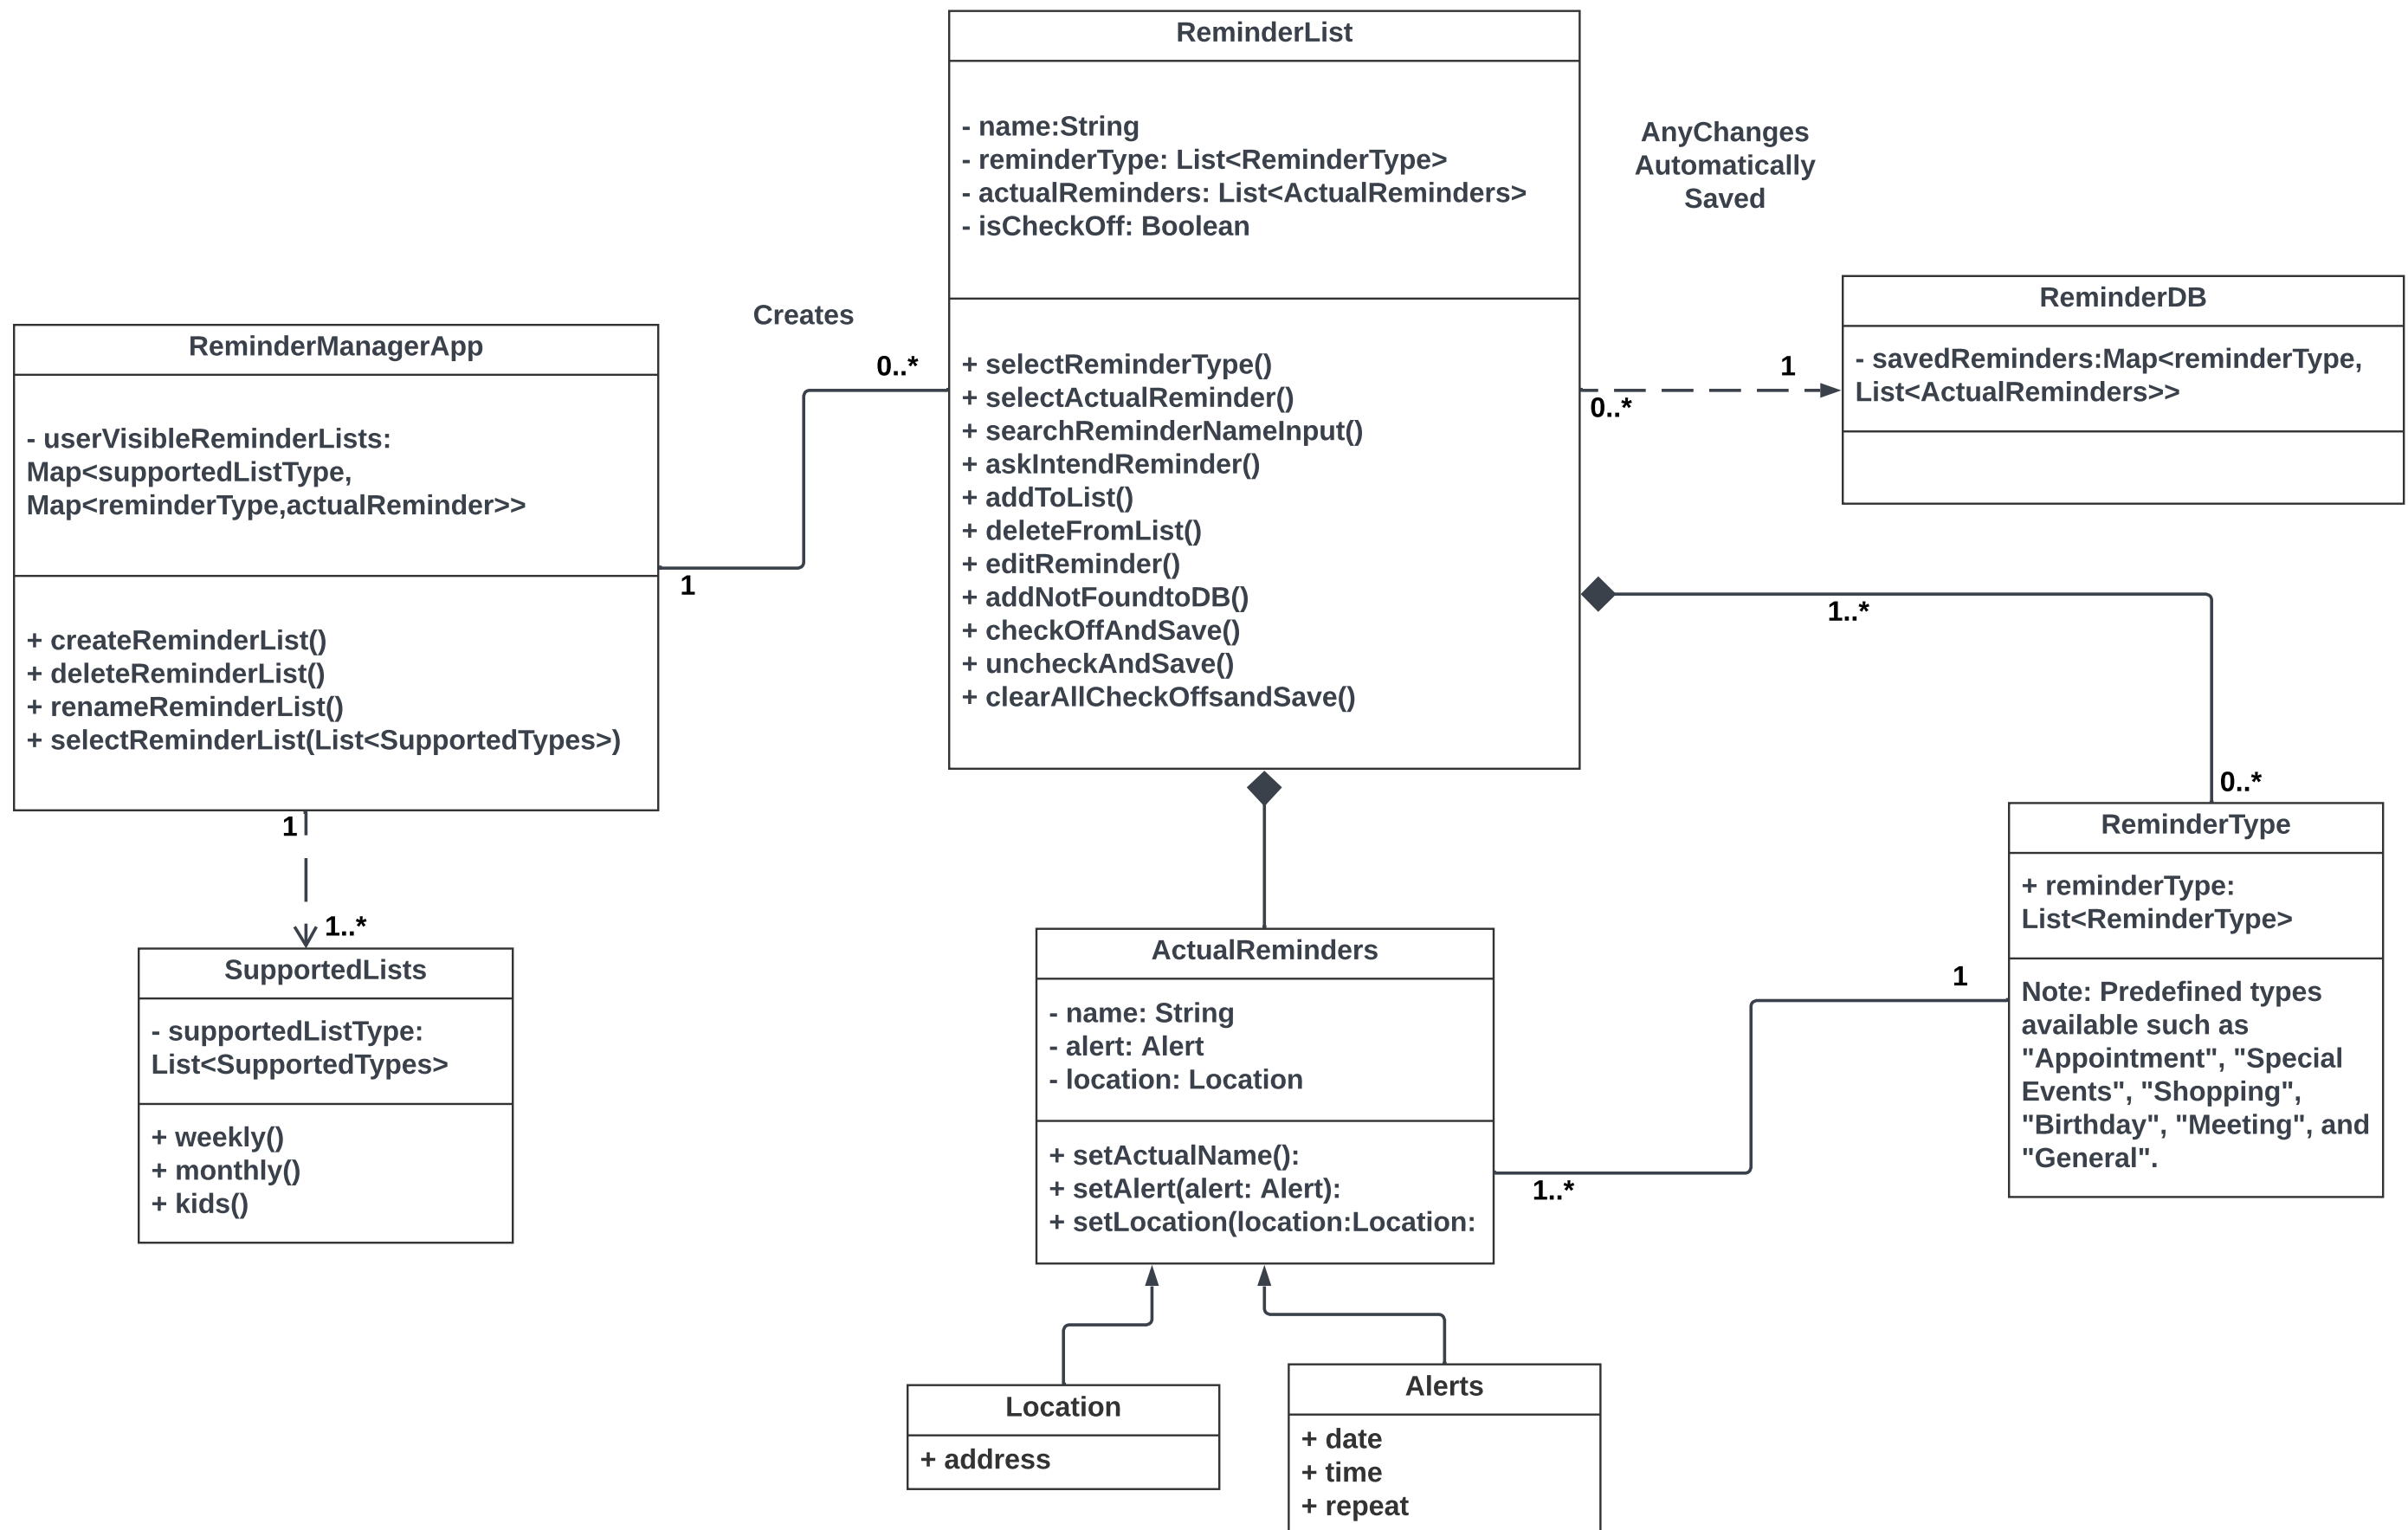 ReminderList
- name:String
- reminderType: List<ReminderType>
- actualReminders: List<ActualReminders>
- isCheckOff: Boolean
+ selectReminderType()
+ selectActualReminder()
+ searchReminderNameInput()
+ askIntendReminder()
+ addToList()
+ deleteFromList()
+ editReminder()
+ addNotFoundtoDB()
+ checkOffAndSave()
+ uncheckAndSave()
+ clearAllCheckOffsandSave()
AnyChanges
Automatically
Saved
ReminderDB
- savedReminders:Map<reminderType,
List<ActualReminders>>
1
0..*
Creates
0..*
1
ReminderManagerApp
- userVisibleReminderLists:
Map<supportedListType,
Map<reminderType,actualReminder>>
+ createReminderList()
+ deleteReminderList()
+ renameReminderList()
+ selectReminderList(List<SupportedTypes>)
1
1..*
SupportedLists
- supportedListType:
List<SupportedTypes>
+ weekly()
+ monthly()
+ kids()
1..*
0..*
ReminderType
+ reminderType:
List<ReminderType>
Note: Predefined types
available such as
"Appointment", "Special
Events", "Shopping",
"Birthday", "Meeting", and
"General".
1
1..*
ActualReminders
- name: String
- alert: Alert
- location: Location
+ setActualName():
+ setAlert(alert: Alert):
+ setLocation(location:Location:
Location
+ address
Alerts
+ date
+ time
+ repeat